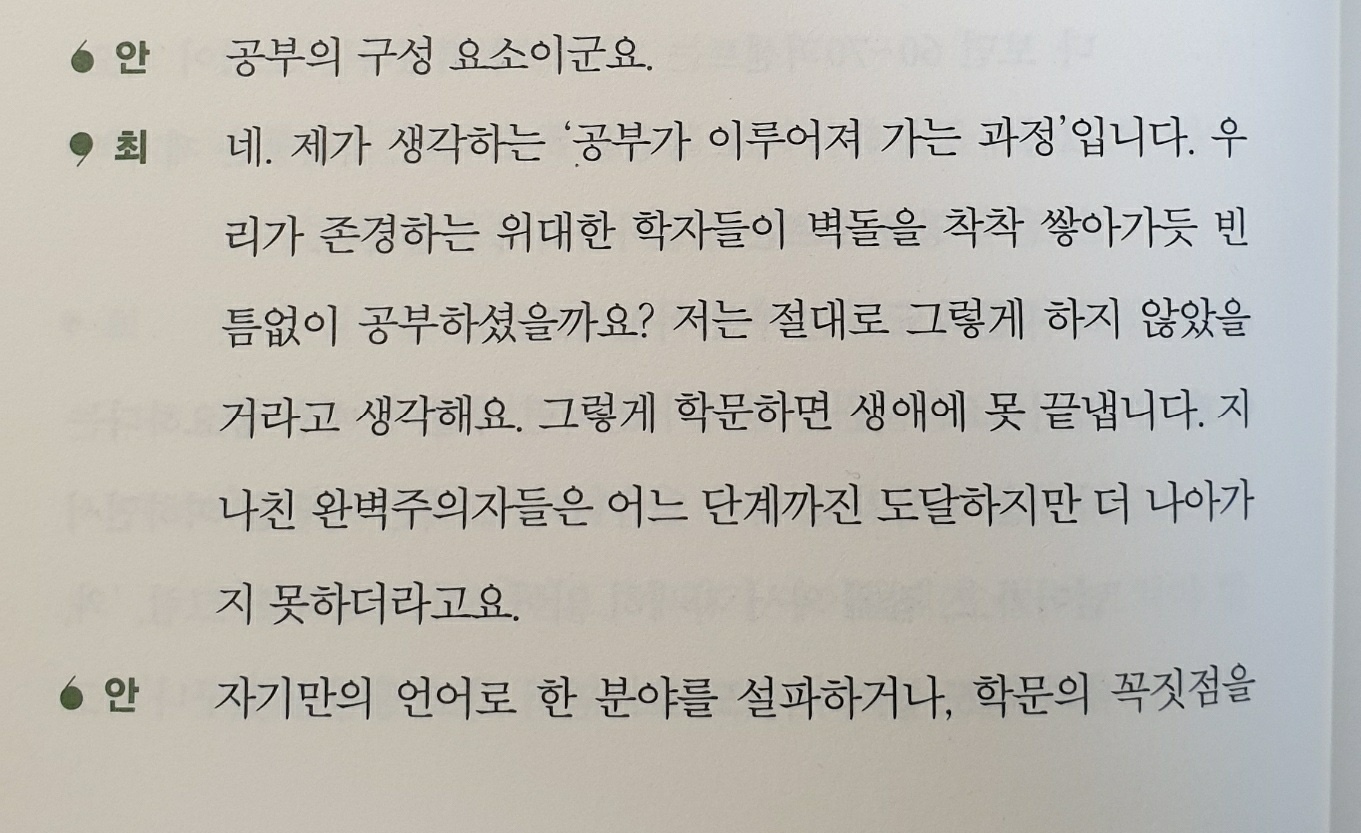 안 공부의 구성 요소이군요.
최 네. 제가 생각하는 ‘공부가 이루어져 가는 과정’입니다. 우
리가 존경하는 위대한 학자들이 벽돌을 착착 쌓아가듯 빈
틈없이 공부하셨을까요? 저는 절대로 그렇게 하지 않았을
거라고 생각해요. 그렇게 학문하면 생애에 못 끝냅니다. 지
나친 완벽주의자들은 어느 단계까진 도달하지만 더 나아가
지 못하더라고요.
안 자기만의 언어로 한 분야를 설파하거나, 학문의 꼭짓점을